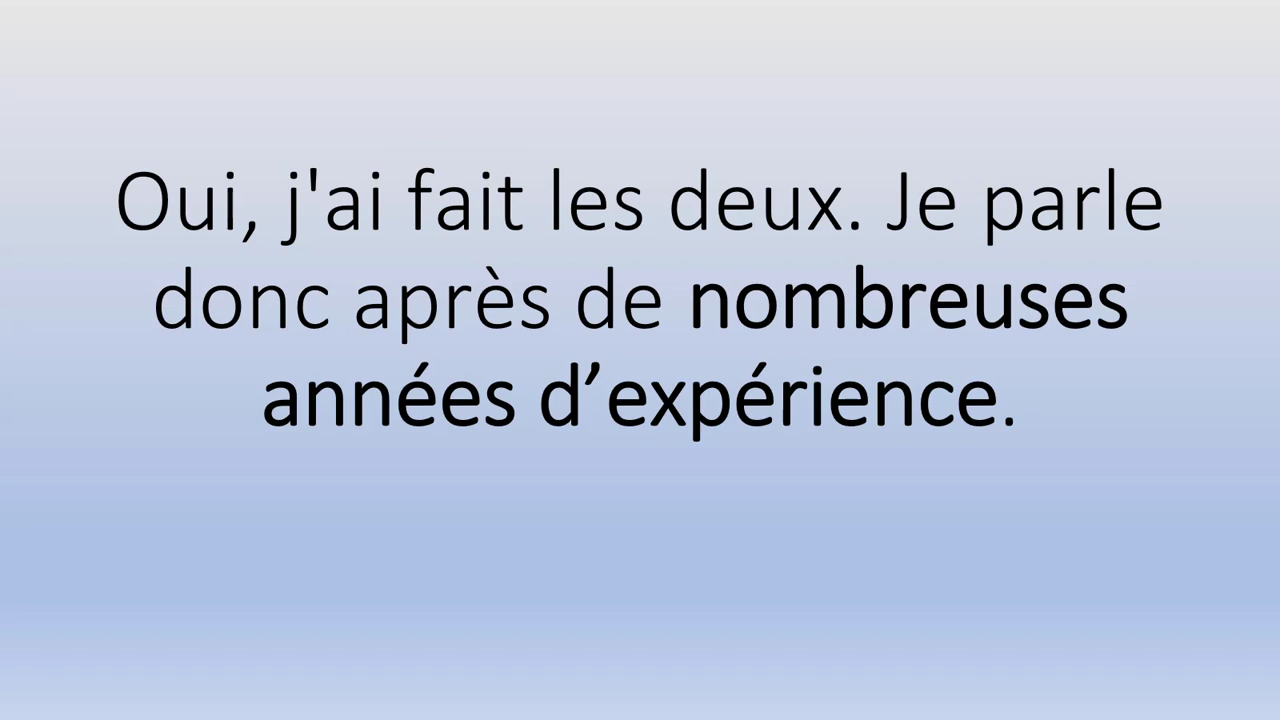 Oui, j'ai fait les deux. Je parle
donc après de nombreuses
années d’expérience.